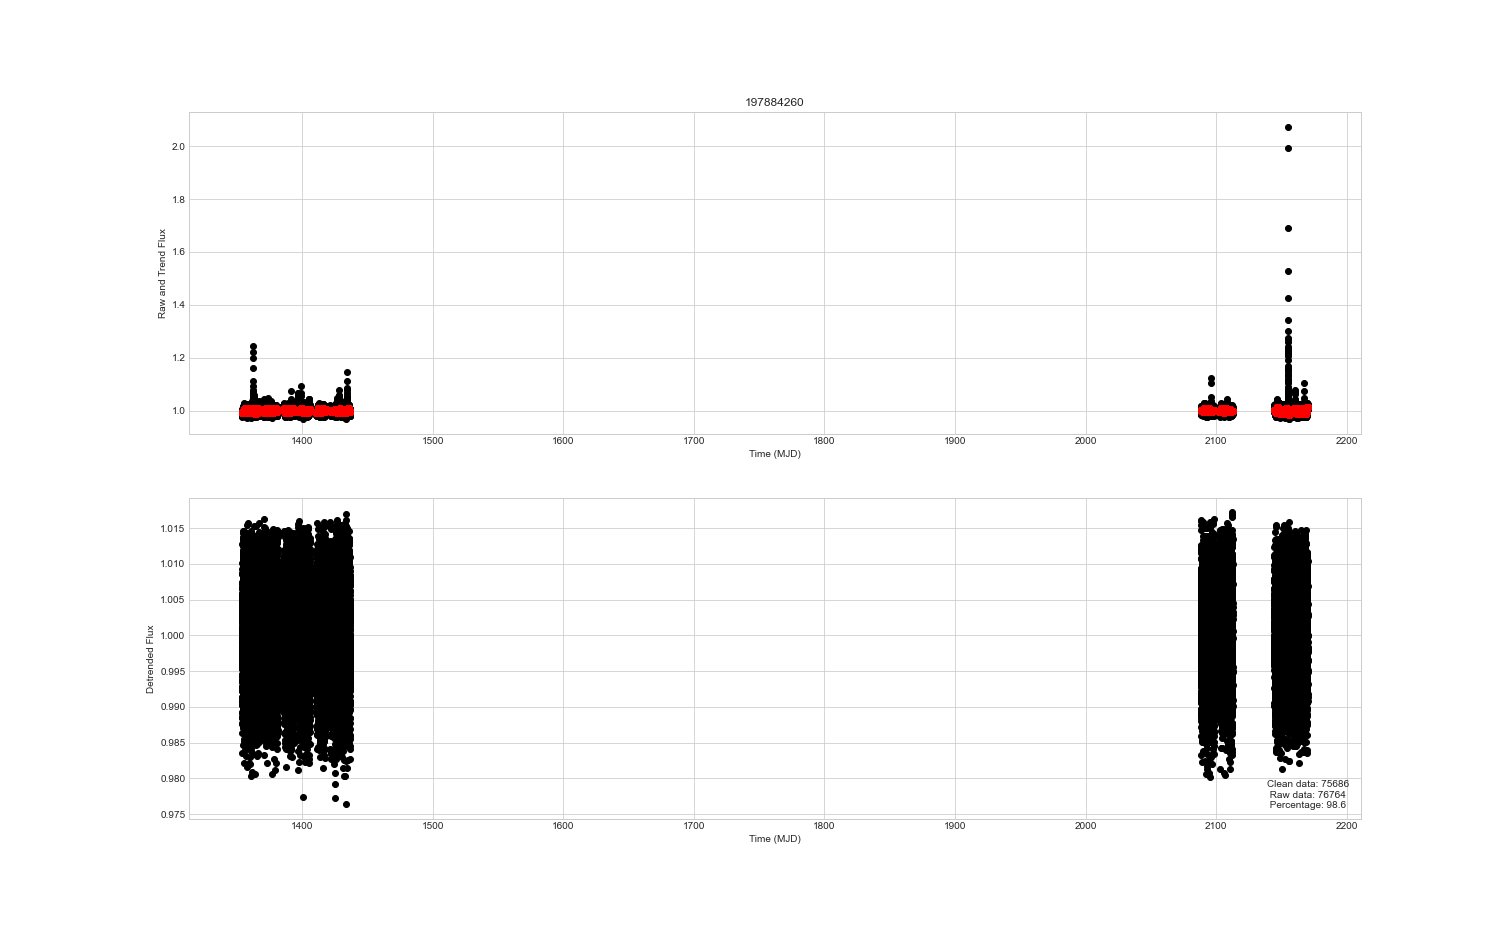 197884260
Raw and Trend Flux
2.0
1.8
1.6
1.4
1.2
1.0
1400 1500 1600 1700 1800 1900 2000 2100 2200
Time (MJD)
Detrended Flux
1.015
1.010
1.005
1.000
0.995
0.990
0.985
0.980
0.975
Clean data: 75686
Raw data: 76764
Percentage: 98.6
1400 1500 1600 1700 1800 1900 2000 2100 2200
Time (MJD)